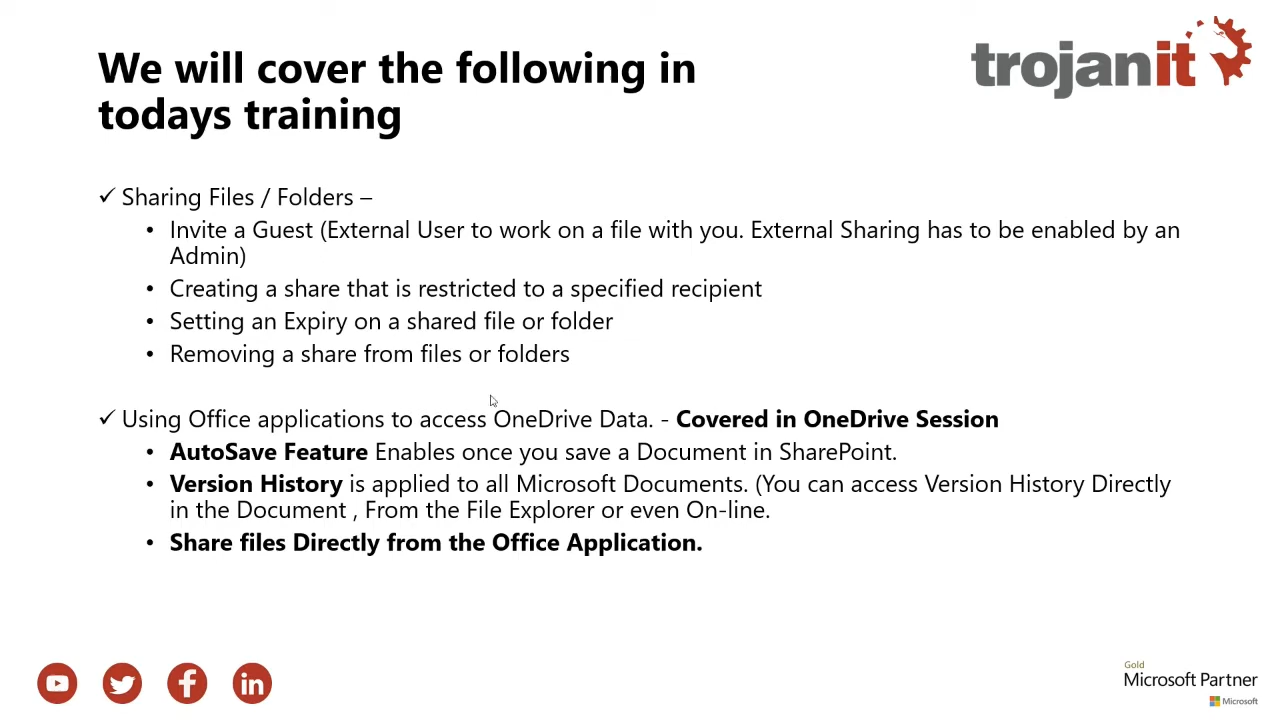 We will cover the following in
todays training
trojanit
✓ Sharing Files / Folders –
• Invite a Guest (External User to work on a file with you. External Sharing has to be enabled by an
Admin)
• Creating a share that is restricted to a specified recipient
• Setting an Expiry on a shared file or folder
• Removing a share from files or folders
✓ Using Office applications to access OneDrive Data. - Covered in OneDrive Session
• AutoSave Feature Enables once you save a Document in SharePoint.
• Version History is applied to all Microsoft Documents. (You can access Version History Directly
in the Document , From the File Explorer or even On-line.
• Share files Directly from the Office Application.
in
Gold
Microsoft Partner
Microsoft